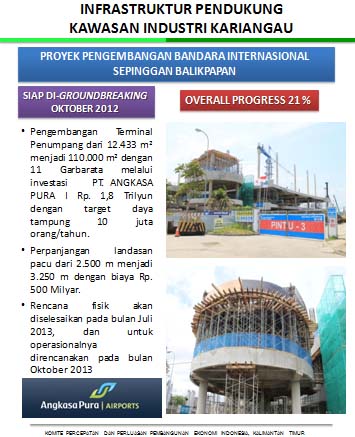 INFRASTRUKTUR PENDUKUNG
KAWASAN INDUSTRI KARIANGAU
PROYEK PENGEMBANGAN BANDARA INTERNASIONAL
SEPINGGAN BALIKPAPAN
SIAP DI-GROUNDBREAKING
OKTOBER 2012
OVERALL PROGRESS 21 %
• Pengembangan Terminal
Penumpang dari 12.433 m²
menjadi 110.000 m² dengan
11 Garbarata melalui
investasi PT. ANGKASA
PURA I Rp. 1,8 Trilyun
dengan target daya
tampung 10 juta
orang/tahun.
• Perpanjangan landasan
pacu dari 2.500 m menjadi
3.250 m dengan biaya Rp.
500 Milyar.
• Rencana fisik akan
diselesaikan pada bulan Juli
2013, dan untuk
operasionalnya
direncanakan pada bulan
Oktober 2013
PINTU - 3
Angkasa Pura AIRPORTS
KOMITE PERCEPATAN DAN PERLUASAN PEMBANGUNAN EKONOMI INDONESIA, KALIMANTAN TIMUR.